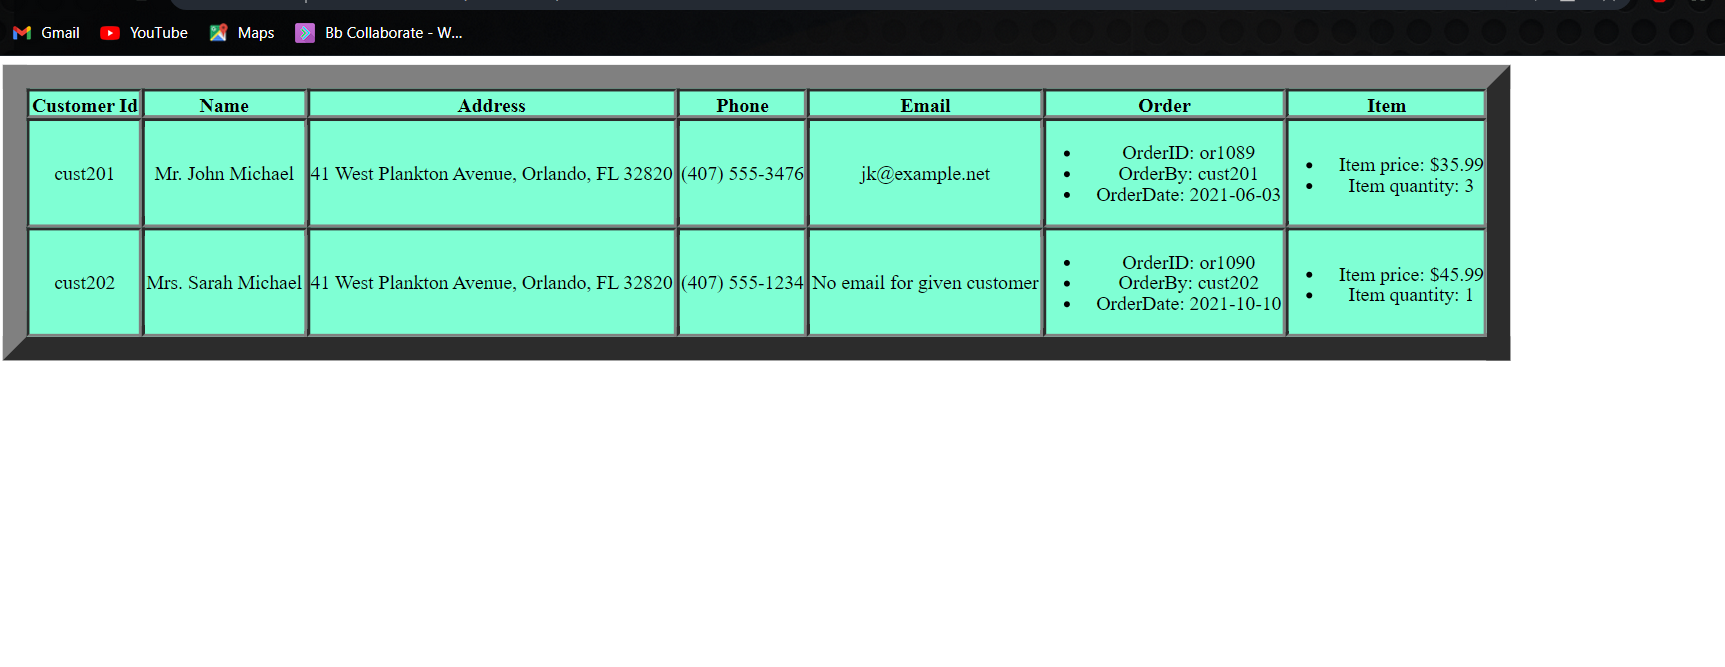 Gmail YouTube Maps Bb Collaborate - W...
Customer Id Name Address Phone Email Order Item
cust201 Mr. John Michael 41 West Plankton Avenue, Orlando, FL 32820 (407) 555-3476 jk@example.net
OrderID: or1089
OrderBy: cust201
OrderDate: 2021-06-03
Item price: $35.99
Item quantity: 3
cust202 Mrs. Sarah Michael 41 West Plankton Avenue, Orlando, FL 32820 (407) 555-1234 No email for given customer
OrderID: or1090
OrderBy: cust202
OrderDate: 2021-10-10
Item price: $45.99
Item quantity: 1